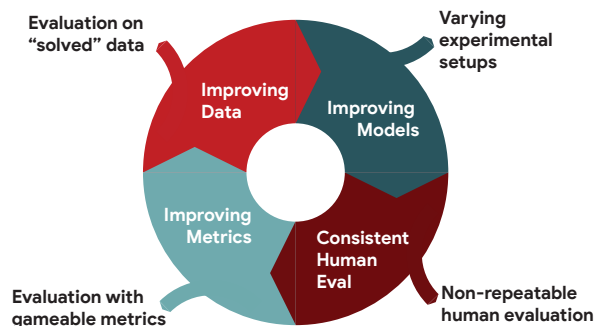 Evaluation on
“solved” data
Varying
experimental
setups
Improving
Data
Improving
Models
Improving
Metrics
Consistent
Human
Eval
Evaluation with
gameable metrics
Non-repeatable
human evaluation